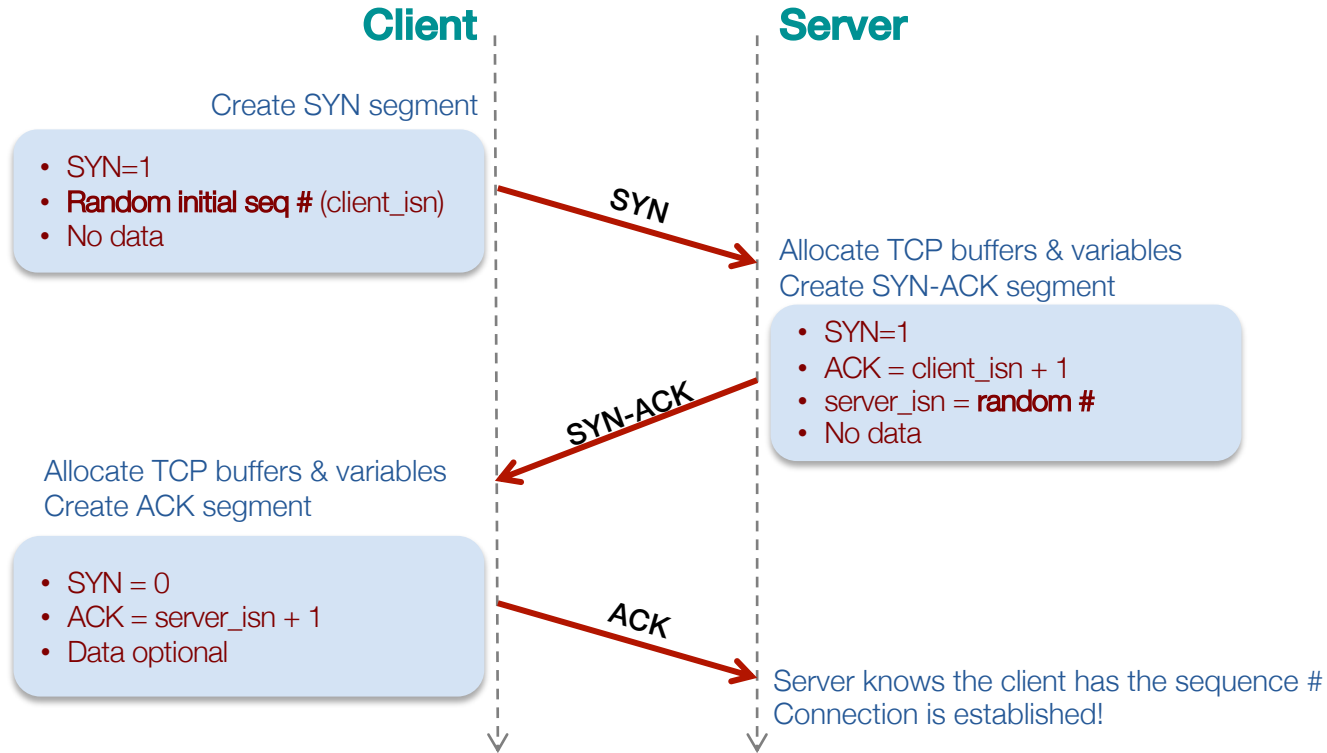 Client
Server
Create SYN segment
• SYN=1
• Random initial seq # (client_isn)
• No data
SYN
Allocate TCP buffers & variables
Create SYN-ACK segment
• SYN=1
• ACK = client_isn + 1
• server_isn = random #
• No data
SYN-ACK
Allocate TCP buffers & variables
Create ACK segment
• SYN = 0
• ACK = server_isn + 1
• Data optional
ACK
Server knows the client has the sequence #
Connection is established!